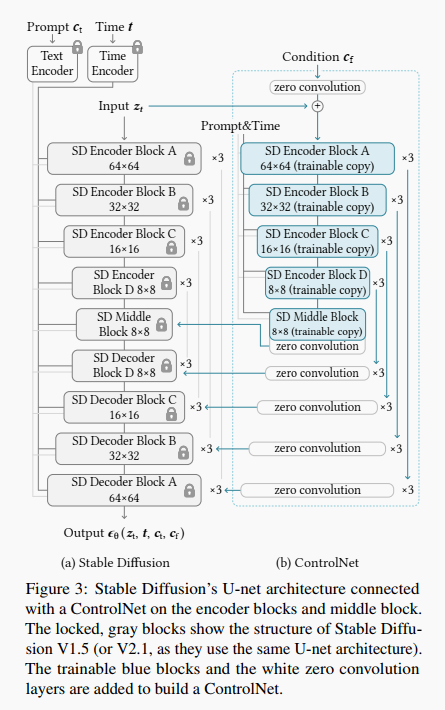 Prompt cₜ
Time t
Text
Encoder
Time
Encoder
Condition c_f
zero convolution
Input zₜ
+
Prompt&Time
SD Encoder Block A
64×64
×3
SD Encoder Block A
64×64 (trainable copy)
×3
SD Encoder Block B
32×32
×3
SD Encoder Block B
32×32 (trainable copy)
×3
SD Encoder Block C
16×16
×3
SD Encoder Block C
16×16 (trainable copy)
×3
SD Encoder
Block D 8×8
×3
SD Encoder Block D
8×8 (trainable copy)
×3
SD Middle
Block 8×8
SD Middle Block
8×8 (trainable copy)
zero convolution
SD Decoder
Block D 8×8
×3
zero convolution
×3
SD Decoder Block C
16×16
×3
zero convolution
×3
SD Decoder Block B
32×32
×3
zero convolution
×3
SD Decoder Block A
64×64
×3
zero convolution
×3
Output ϵ_θ(zₜ, t, cₜ, c_f)
(a) Stable Diffusion
(b) ControlNet
Figure 3: Stable Diffusion's U-net architecture connected
with a ControlNet on the encoder blocks and middle block.
The locked, gray blocks show the structure of Stable Diffu-
sion V1.5 (or V2.1, as they use the same U-net architecture).
The trainable blue blocks and the white zero convolution
layers are added to build a ControlNet.